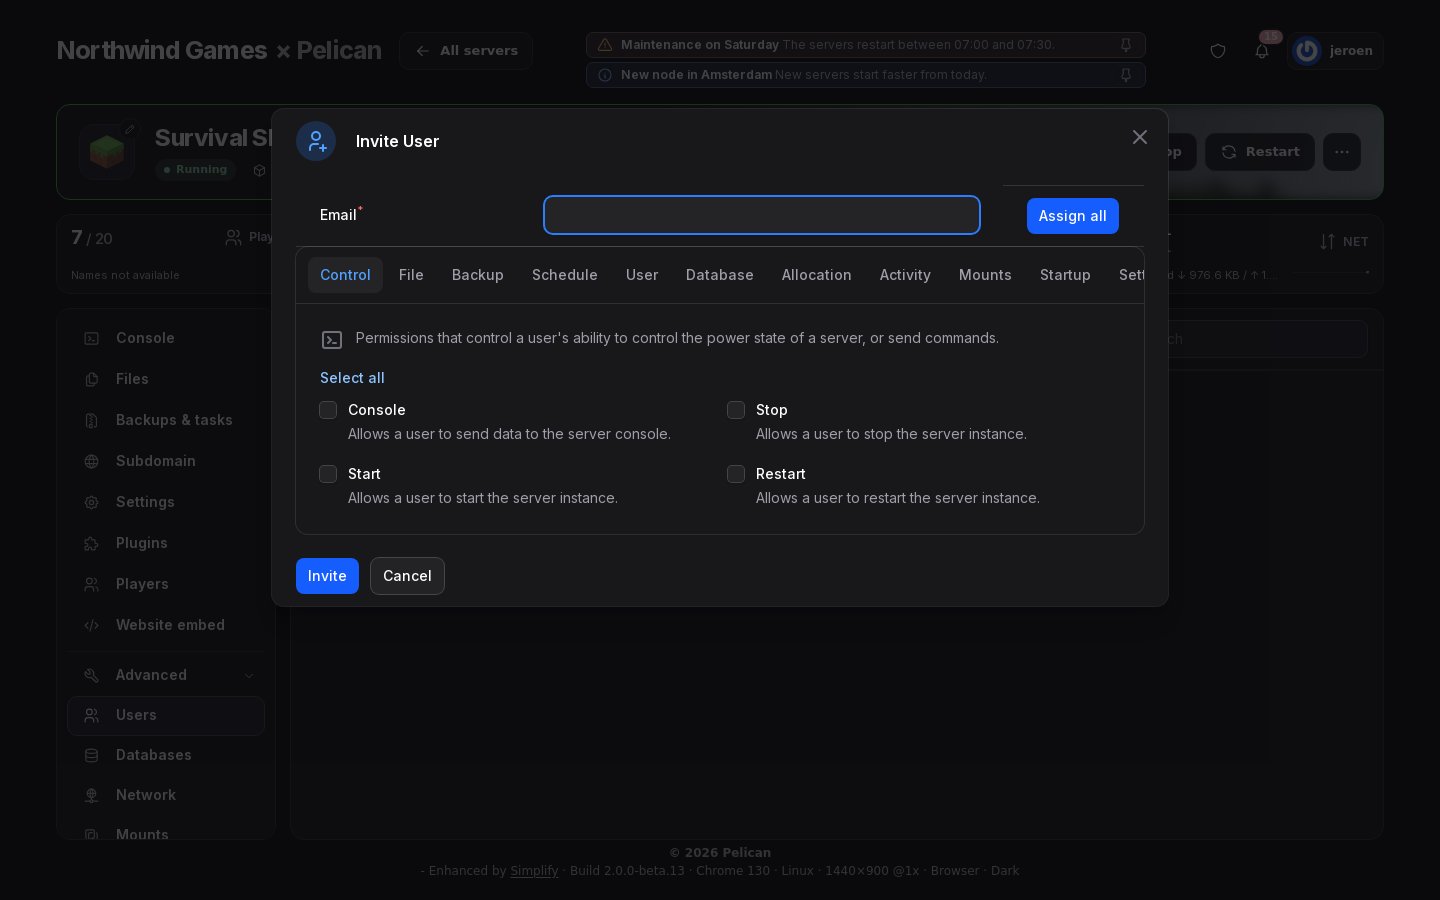 Northwind Games × Pelican
All servers
Maintenance on Saturday The servers restart between 07:00 and 07:30.
New node in Amsterdam New servers start faster from today.
15
jeroen
Survival
Running
Restart
7 / 20
Names not available
NET
↓ 976.6 KB / ↑ 1....
Invite User
Email*
Assign all
Control File Backup Schedule User Database Allocation Activity Mounts Startup
Permissions that control a user's ability to control the power state of a server, or send commands.
Select all
Console
Allows a user to send data to the server console.
Stop
Allows a user to stop the server instance.
Start
Allows a user to start the server instance.
Restart
Allows a user to restart the server instance.
Invite
Cancel
Console
Files
Backups & tasks
Subdomain
Settings
Plugins
Players
Website embed
Advanced
Users
Databases
Network
Mounts
© 2026 Pelican
- Enhanced by Simplify · Build 2.0.0-beta.13 · Chrome 130 · Linux · 1440×900 @1x · Browser · Dark